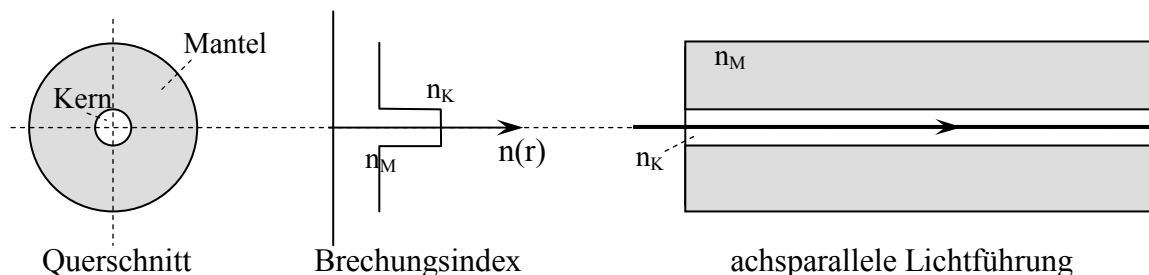 Mantel
Kern
Querschnitt
n_K
n_M
n(r)
Brechungsindex
n_M
n_K
achsparallele Lichtführung